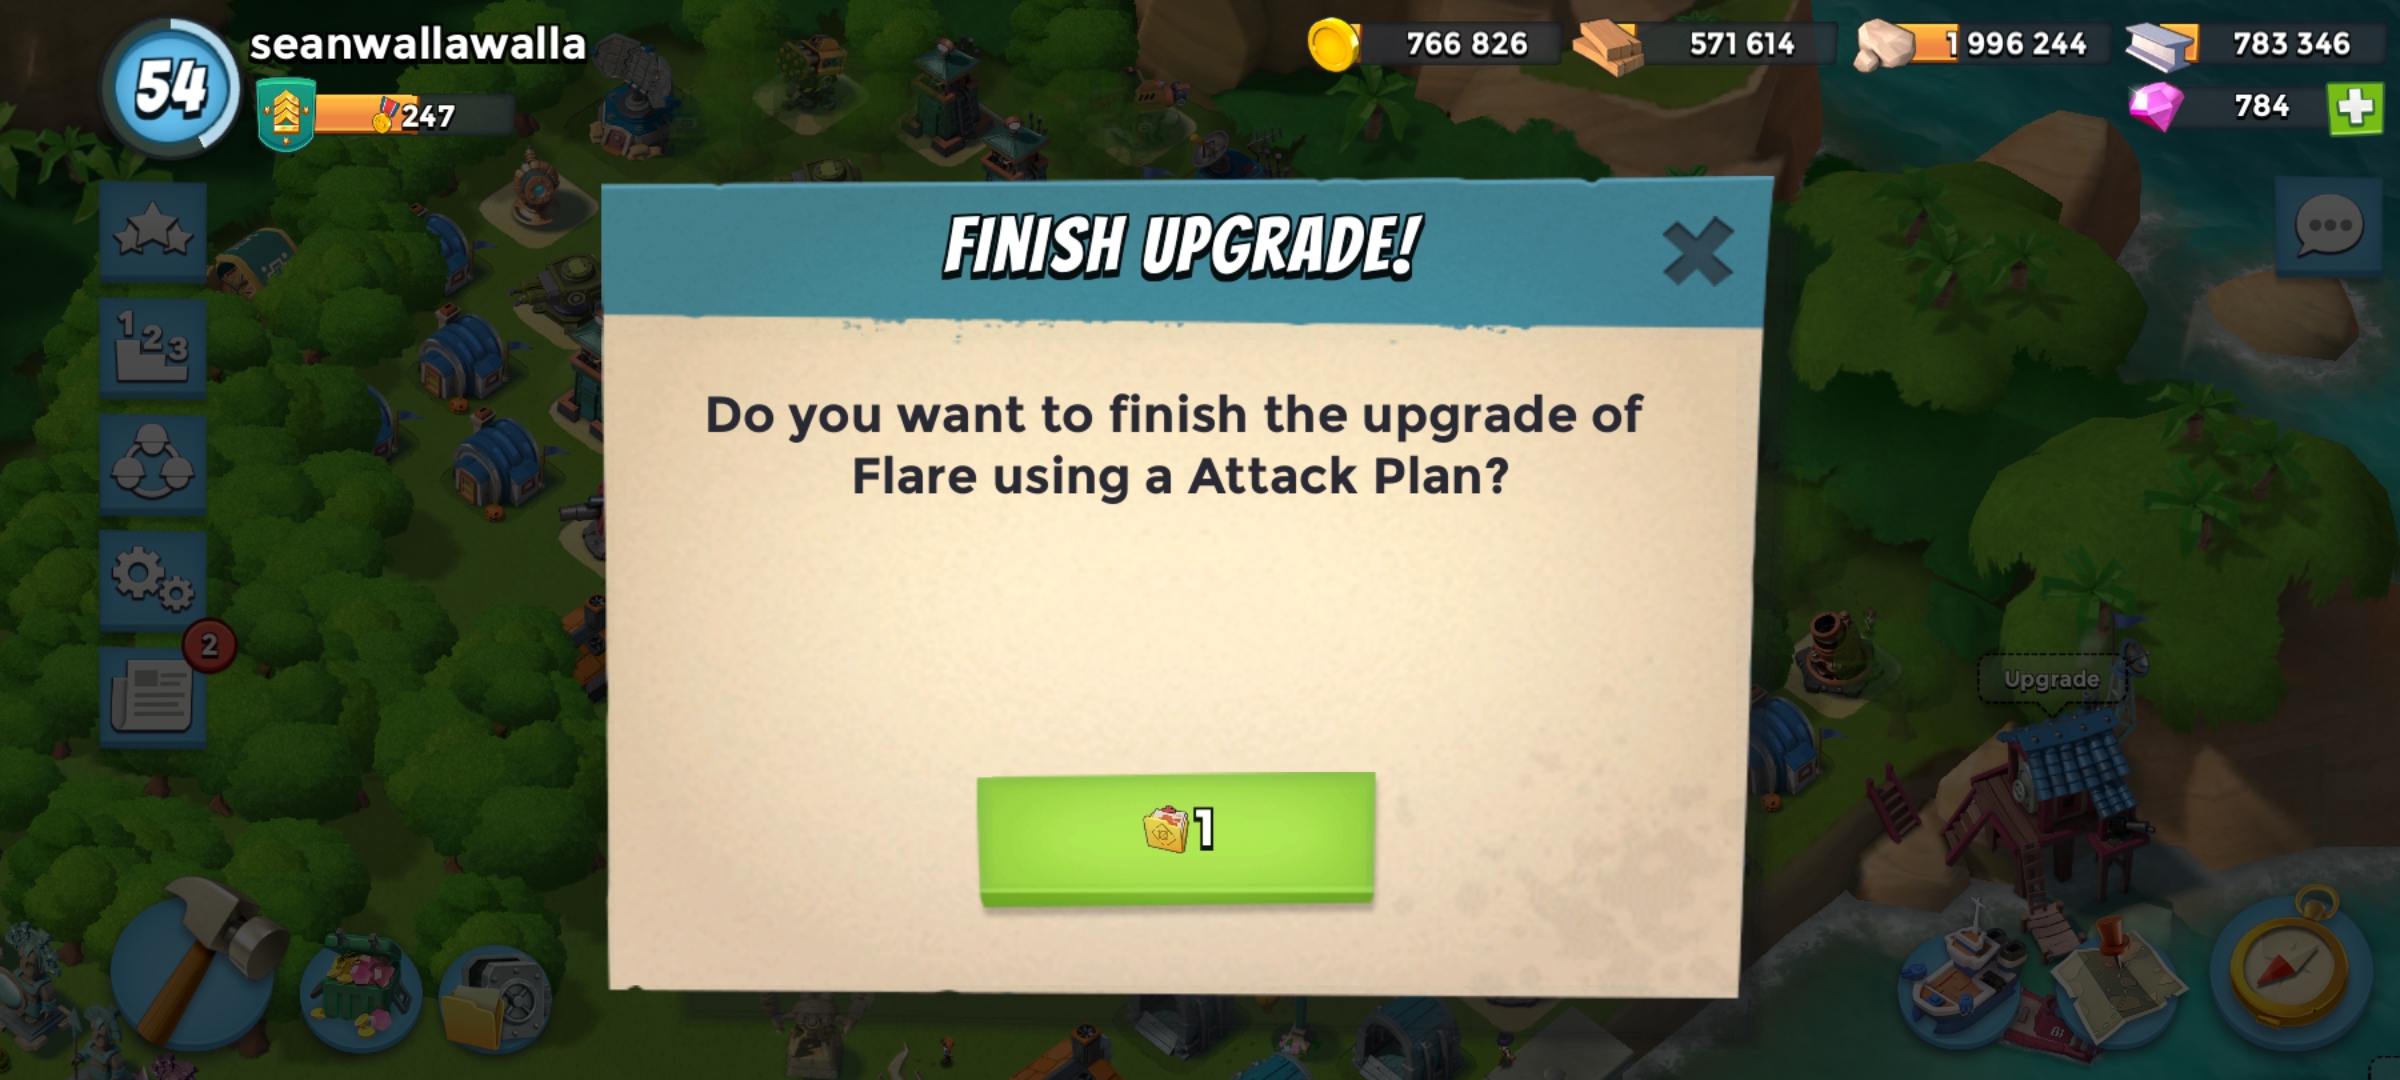 54
seanwallawalla
247
766 826
571 614
1 996 244
783 346
784
123
2
FINISH UPGRADE!
Do you want to finish the upgrade of
Flare using a Attack Plan?
1
Upgrade